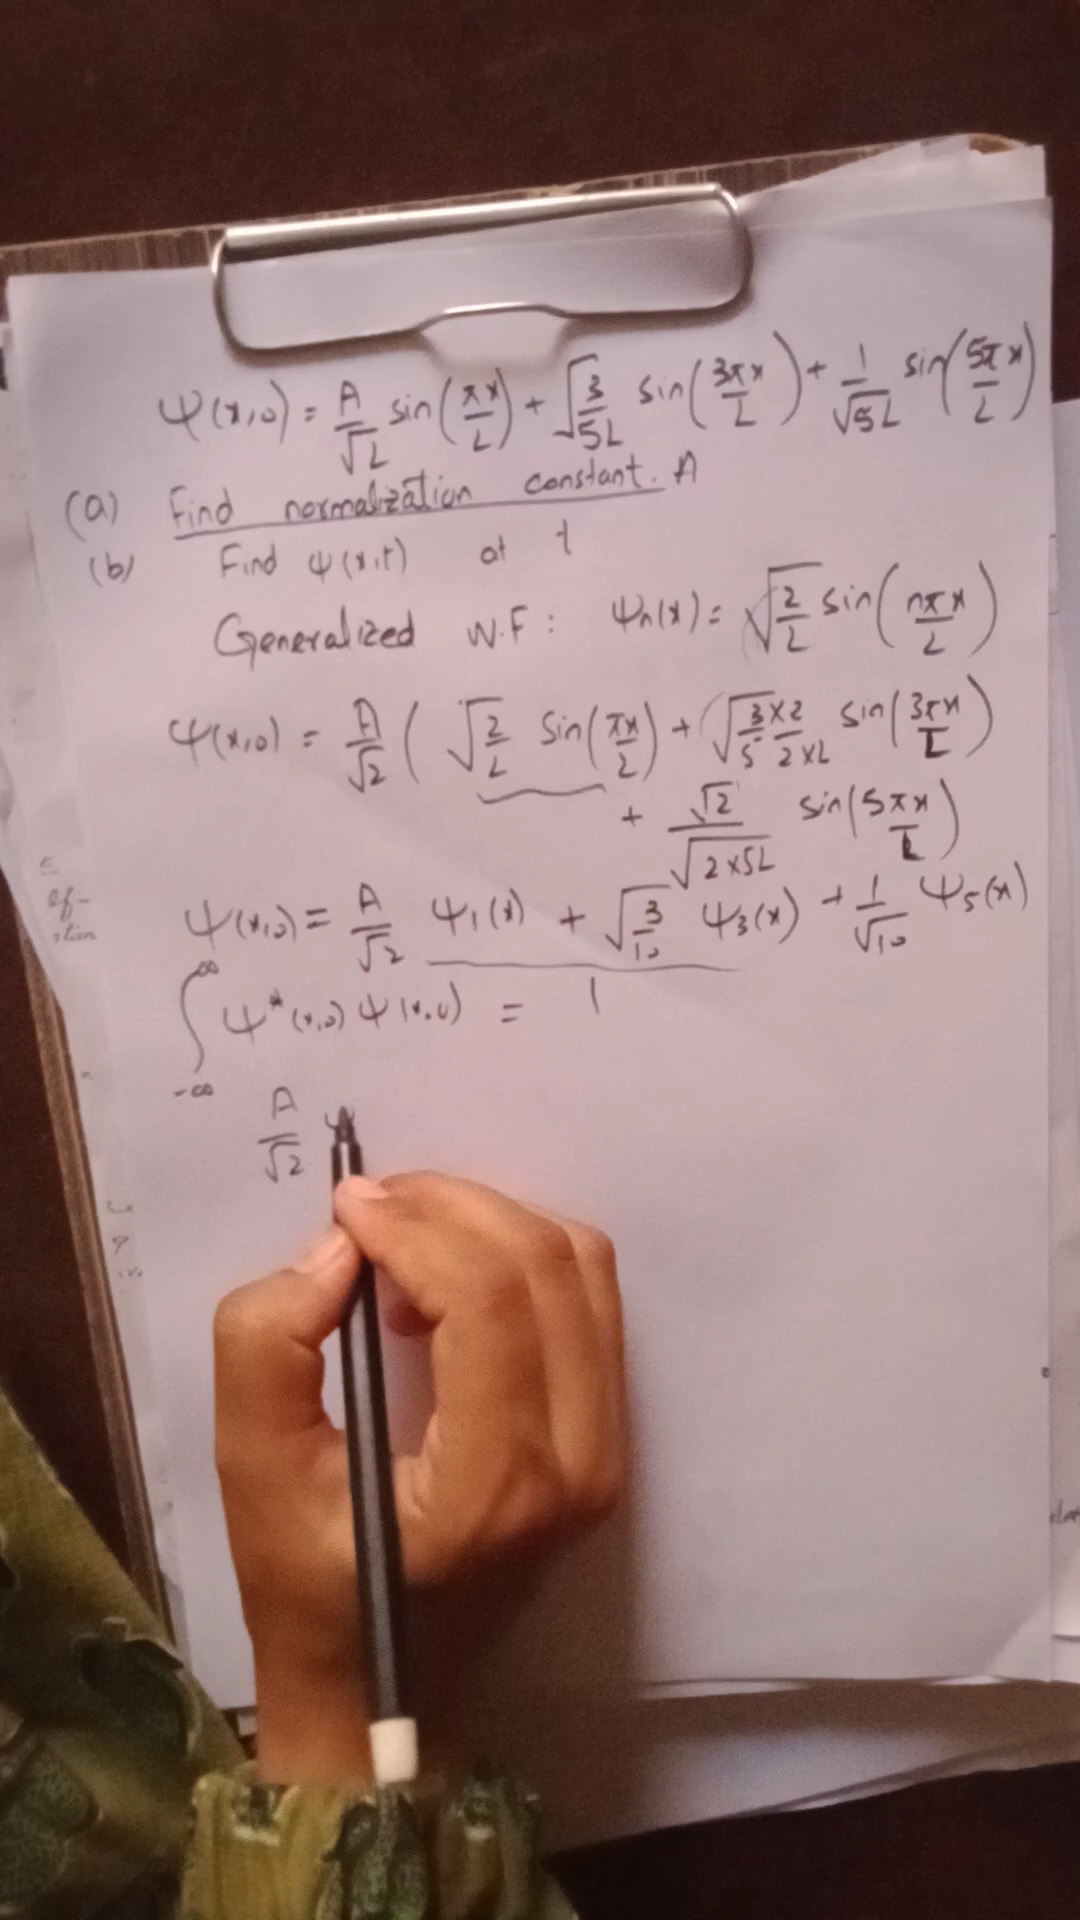 ψ(x,0) = A/√L sin(πx/L) + √(3/5L) sin(3πx/L) + 1/√5L sin(5πx/L)
(a) Find normalization constant. A
(b) Find ψ(x,t) at t
Generalized W.F : ψn(x) = √(2/L) sin(nπx/L)
ψ(x,0) = A/√2 ( √(2/L) sin(πx/L) + √(3×2/5 2×L) sin(3πx/L)
+ √2/√2×5L sin(5πx/L)
ψ(x,0) = A/√2 ψ1(x) + √(3/10) ψ3(x) + 1/√10 ψ5(x)
∫ -∞ ∞ ψ*(x,0) ψ(x,0) = 1
A/√2